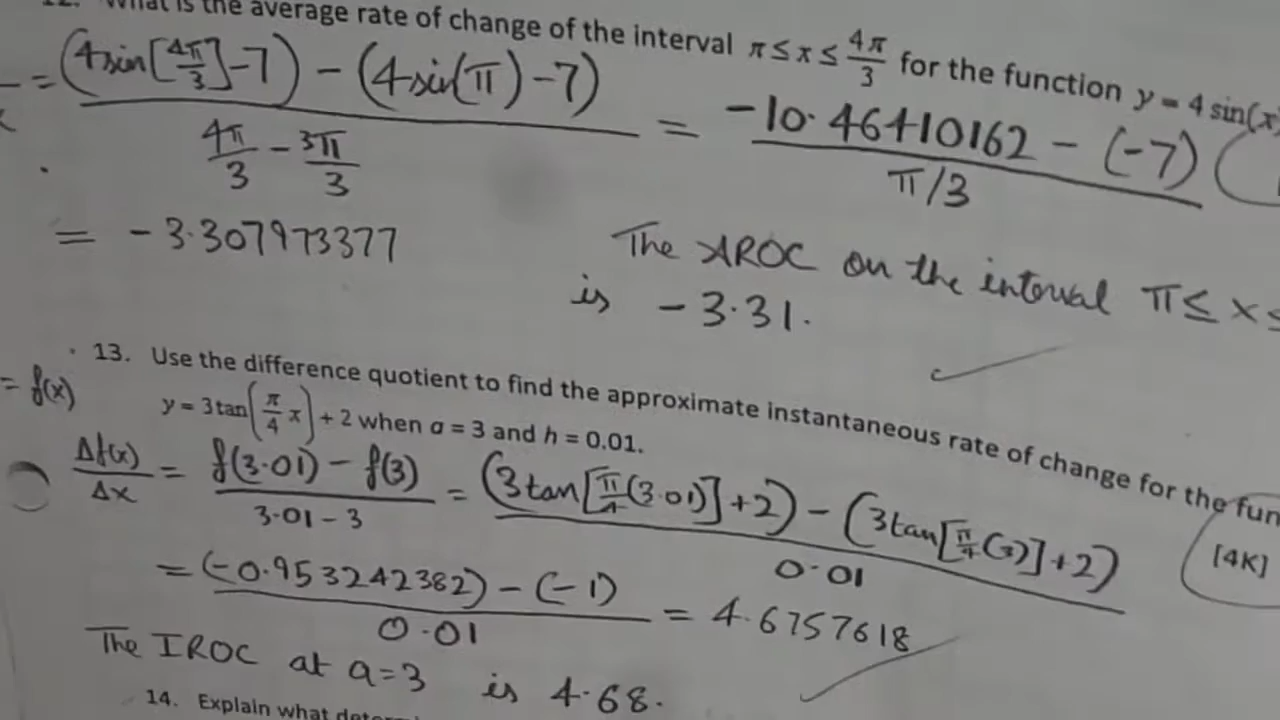 12. What is the average rate of change of the interval π ≤ x ≤ 4π/3 for the function y = 4 sin(x
= (4sin[4π/3]-7) - (4sin(π)-7) / 4π/3 - 3π/3 = -10.46410162 - (-7) / π/3
= -3.307973377
The AROC on the interval π ≤ x ≤
is -3.31.
13. Use the difference quotient to find the approximate instantaneous rate of change for the fun
= f(x)
y = 3 tan(π/4 x) + 2 when a = 3 and h = 0.01.
[4K]
Δf(x)/Δx = f(3.01) - f(3) / 3.01 - 3 = (3tan[π/4(3.01)]+2) - (3tan[π/4(3)]+2) / 0.01
= (-0.953242382) - (-1) / 0.01 = 4.6757618
The IROC at a=3 is 4.68.
14. Explain what